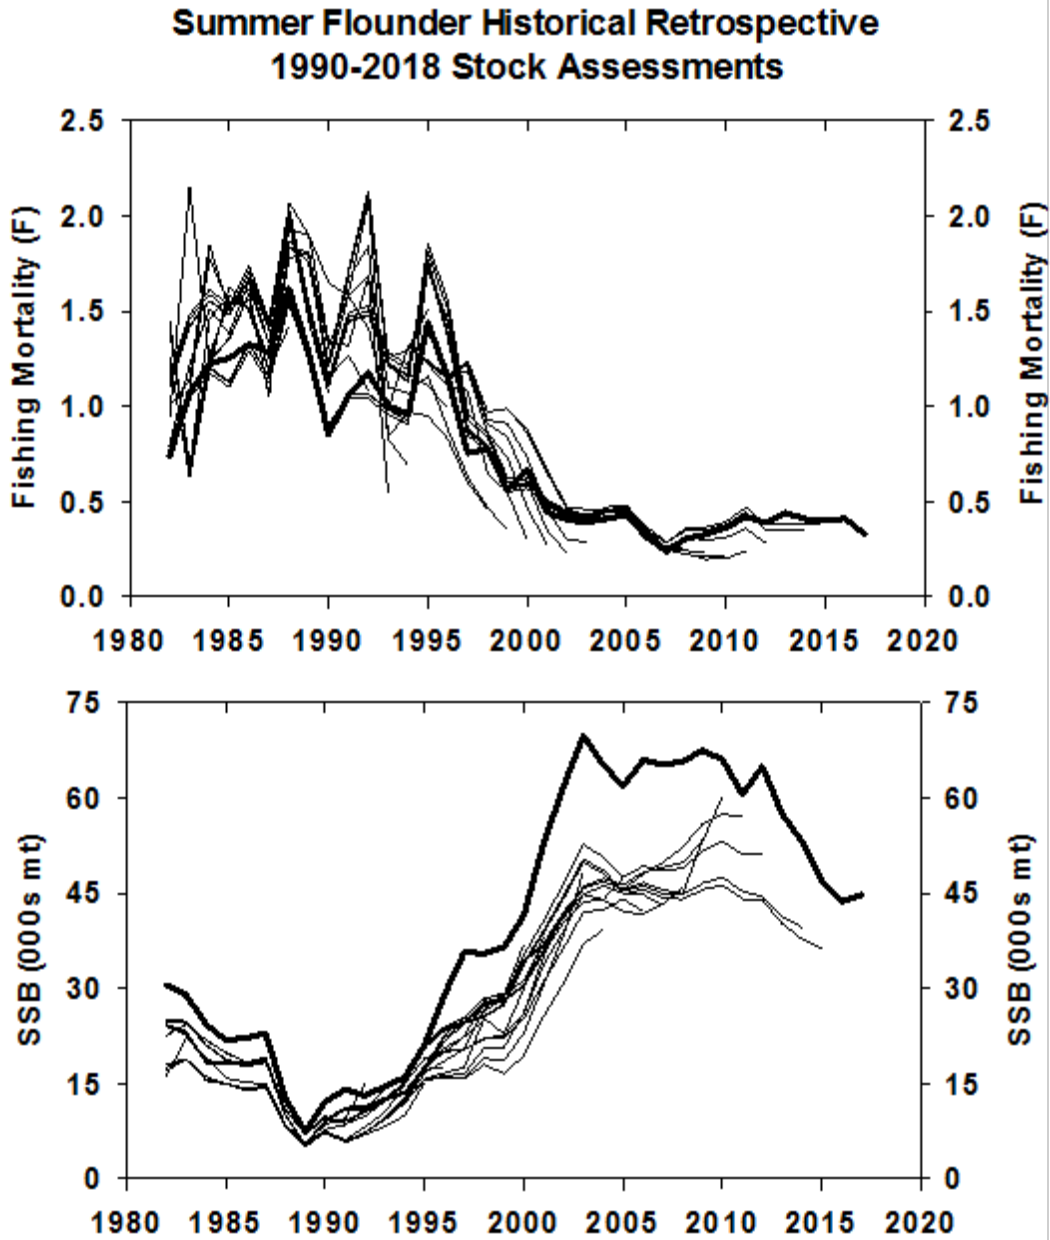 Summer Flounder Historical Retrospective
1990-2018 Stock Assessments
2.5 2.5
2.0 2.0
1.5 1.5
1.0 1.0
0.5 0.5
0.0 0.0
Fishing Mortality (F)
Fishing Mortality (F)
1980 1985 1990 1995 2000 2005 2010 2015 2020
75 75
60 60
45 45
30 30
15 15
0 0
SSB (000s mt)
SSB (000s mt)
1980 1985 1990 1995 2000 2005 2010 2015 2020